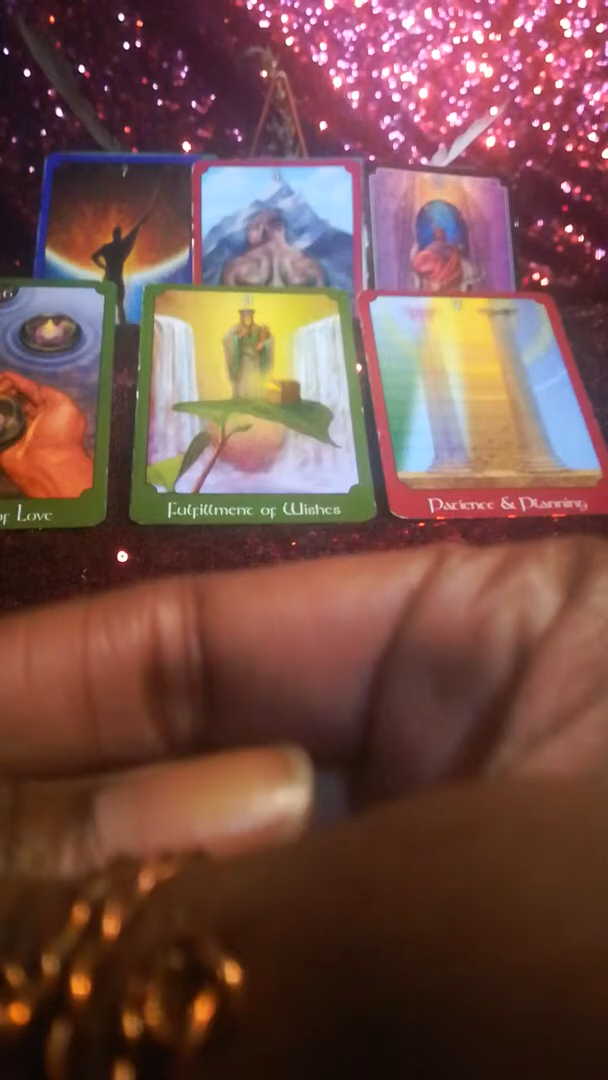 of Love
Fulfillment of Wishes
Patience & Planning